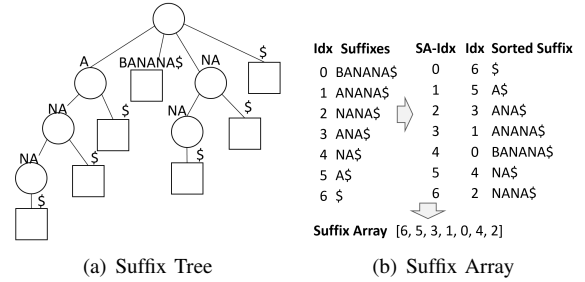 A
BANANA$
NA
$
NA
$
NA
$
NA
$
$
$
(a) Suffix Tree
Idx Suffixes SA-Idx Idx Sorted Suffix
0 BANANA$ 0 6 $
1 ANANA$ 1 5 A$
2 NANA$ 2 3 ANA$
3 ANA$ 3 1 ANANA$
4 NA$ 4 0 BANANA$
5 A$ 5 4 NA$
6 $ 6 2 NANA$
Suffix Array [6, 5, 3, 1, 0, 4, 2]
(b) Suffix Array